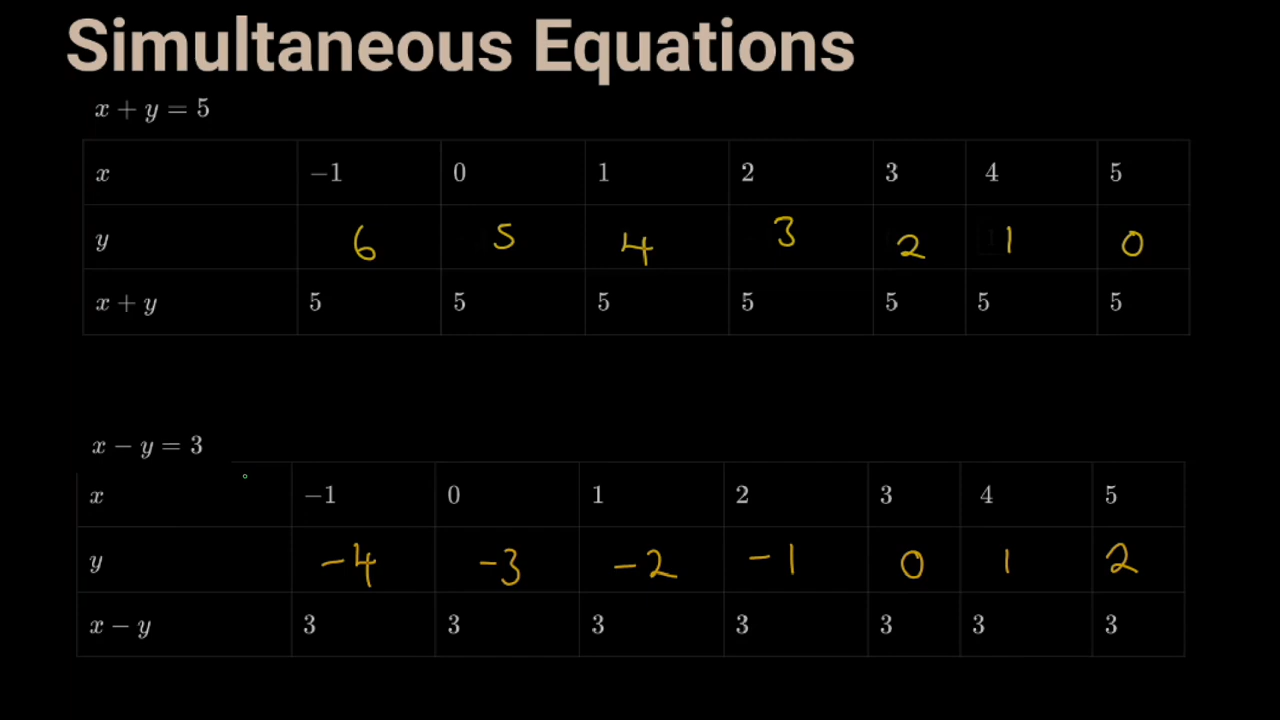 Simultaneous Equations
x + y = 5
x −1 0 1 2 3 4 5
y 6 5 4 3 2 1 0
x + y 5 5 5 5 5 5 5
x − y = 3
x −1 0 1 2 3 4 5
y −4 −3 −2 −1 0 1 2
x − y 3 3 3 3 3 3 3